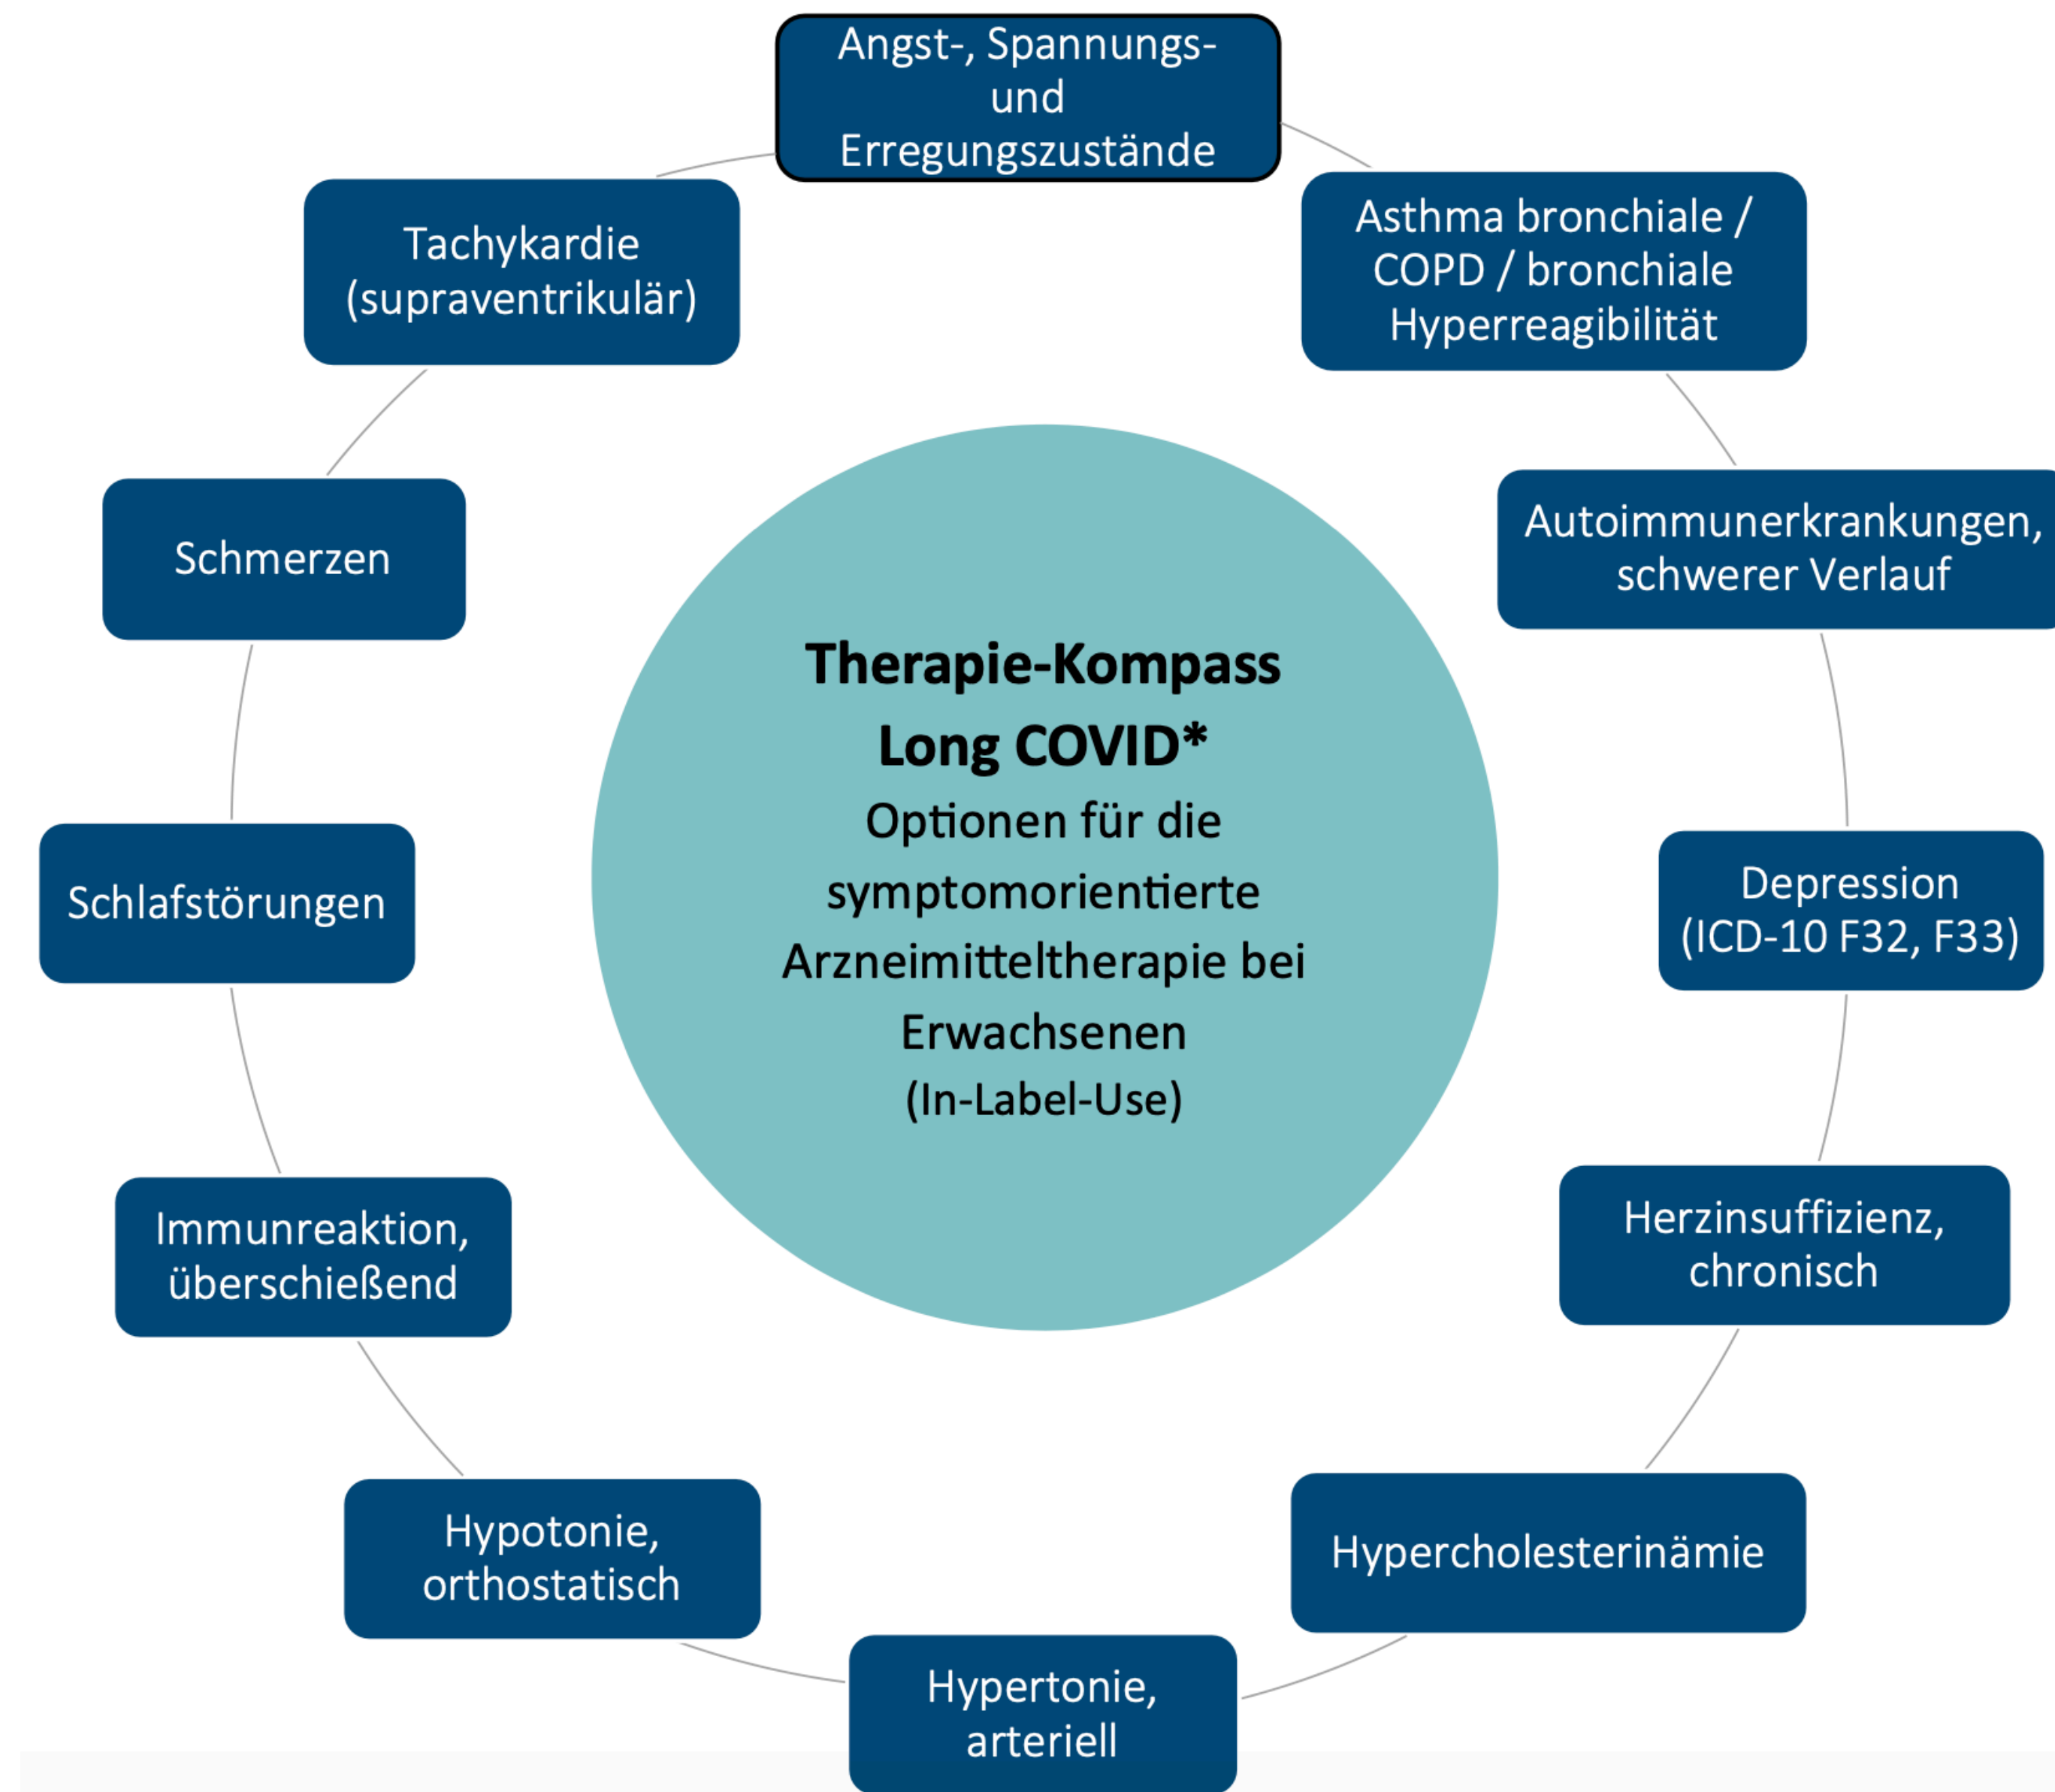 Angst-, Spannungs-
und
Erregungszustände
Asthma bronchiale /
COPD / bronchiale
Hyperreagibilität
Autoimmunerkrankungen,
schwerer Verlauf
Depression
(ICD-10 F32, F33)
Herzinsuffizienz,
chronisch
Hypercholesterinämie
Hypertonie,
arteriell
Hypotonie,
orthostatisch
Immunreaktion,
überschießend
Schlafstörungen
Schmerzen
Tachykardie
(supraventrikulär)
Therapie-Kompass
Long COVID*
Optionen für die
symptomorientierte
Arzneimitteltherapie bei
Erwachsenen
(In-Label-Use)